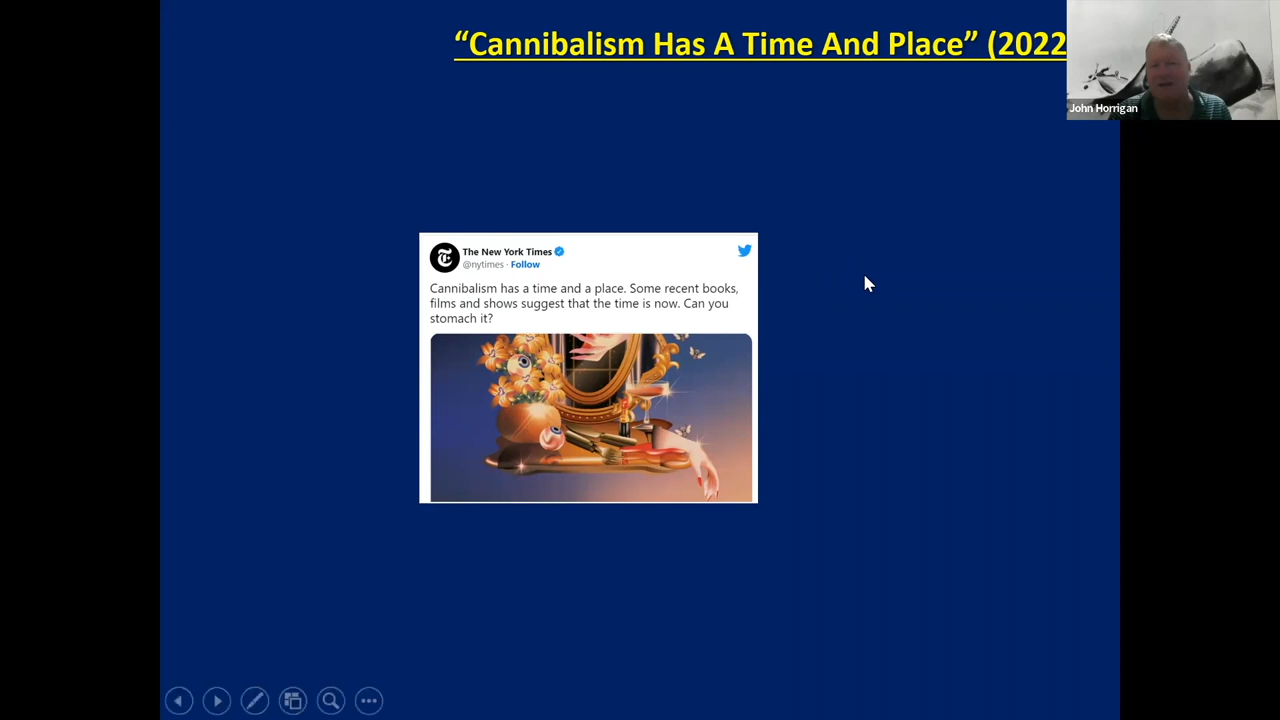 “Cannibalism Has A Time And Place” (2022
John Horrigan
The New York Times
@nytimes · Follow
Cannibalism has a time and a place. Some recent books,
films and shows suggest that the time is now. Can you
stomach it?